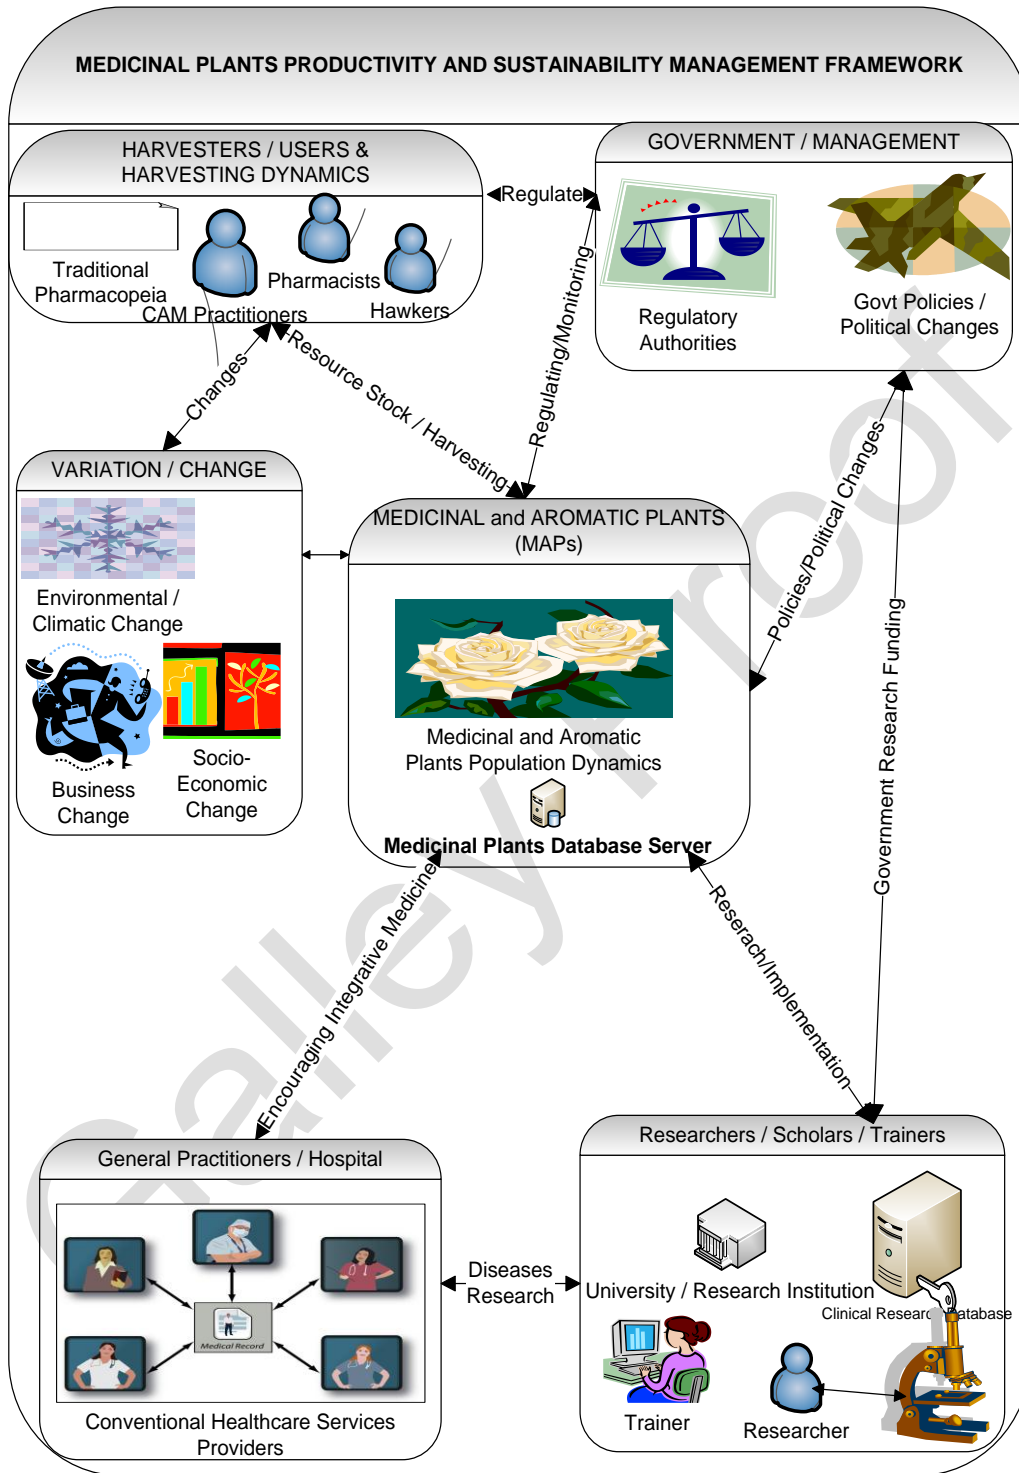 MEDICINAL PLANTS PRODUCTIVITY AND SUSTAINABILITY MANAGEMENT FRAMEWORK
HARVESTERS / USERS &
HARVESTING DYNAMICS
Traditional
Pharmacopeia
CAM Practitioners
Pharmacists
Hawkers
Regulate
GOVERNMENT / MANAGEMENT
Regulatory
Authorities
Govt Policies /
Political Changes
Changes
Resource Stock / Harvesting
Regulating/Monitoring
Policies/Political Changes
Government Research Funding
VARIATION / CHANGE
Environmental /
Climatic Change
Business
Change
Socio-
Economic
Change
MEDICINAL and AROMATIC PLANTS
(MAPs)
Medicinal and Aromatic
Plants Population Dynamics
Medicinal Plants Database Server
Encouraging Integrative Medicine
Reserach/Implementation
General Practitioners / Hospital
Medical Record
Conventional Healthcare Services
Providers
Diseases
Research
Researchers / Scholars / Trainers
University / Research Institution
Clinical Research Database
Trainer
Researcher
Galley Proof